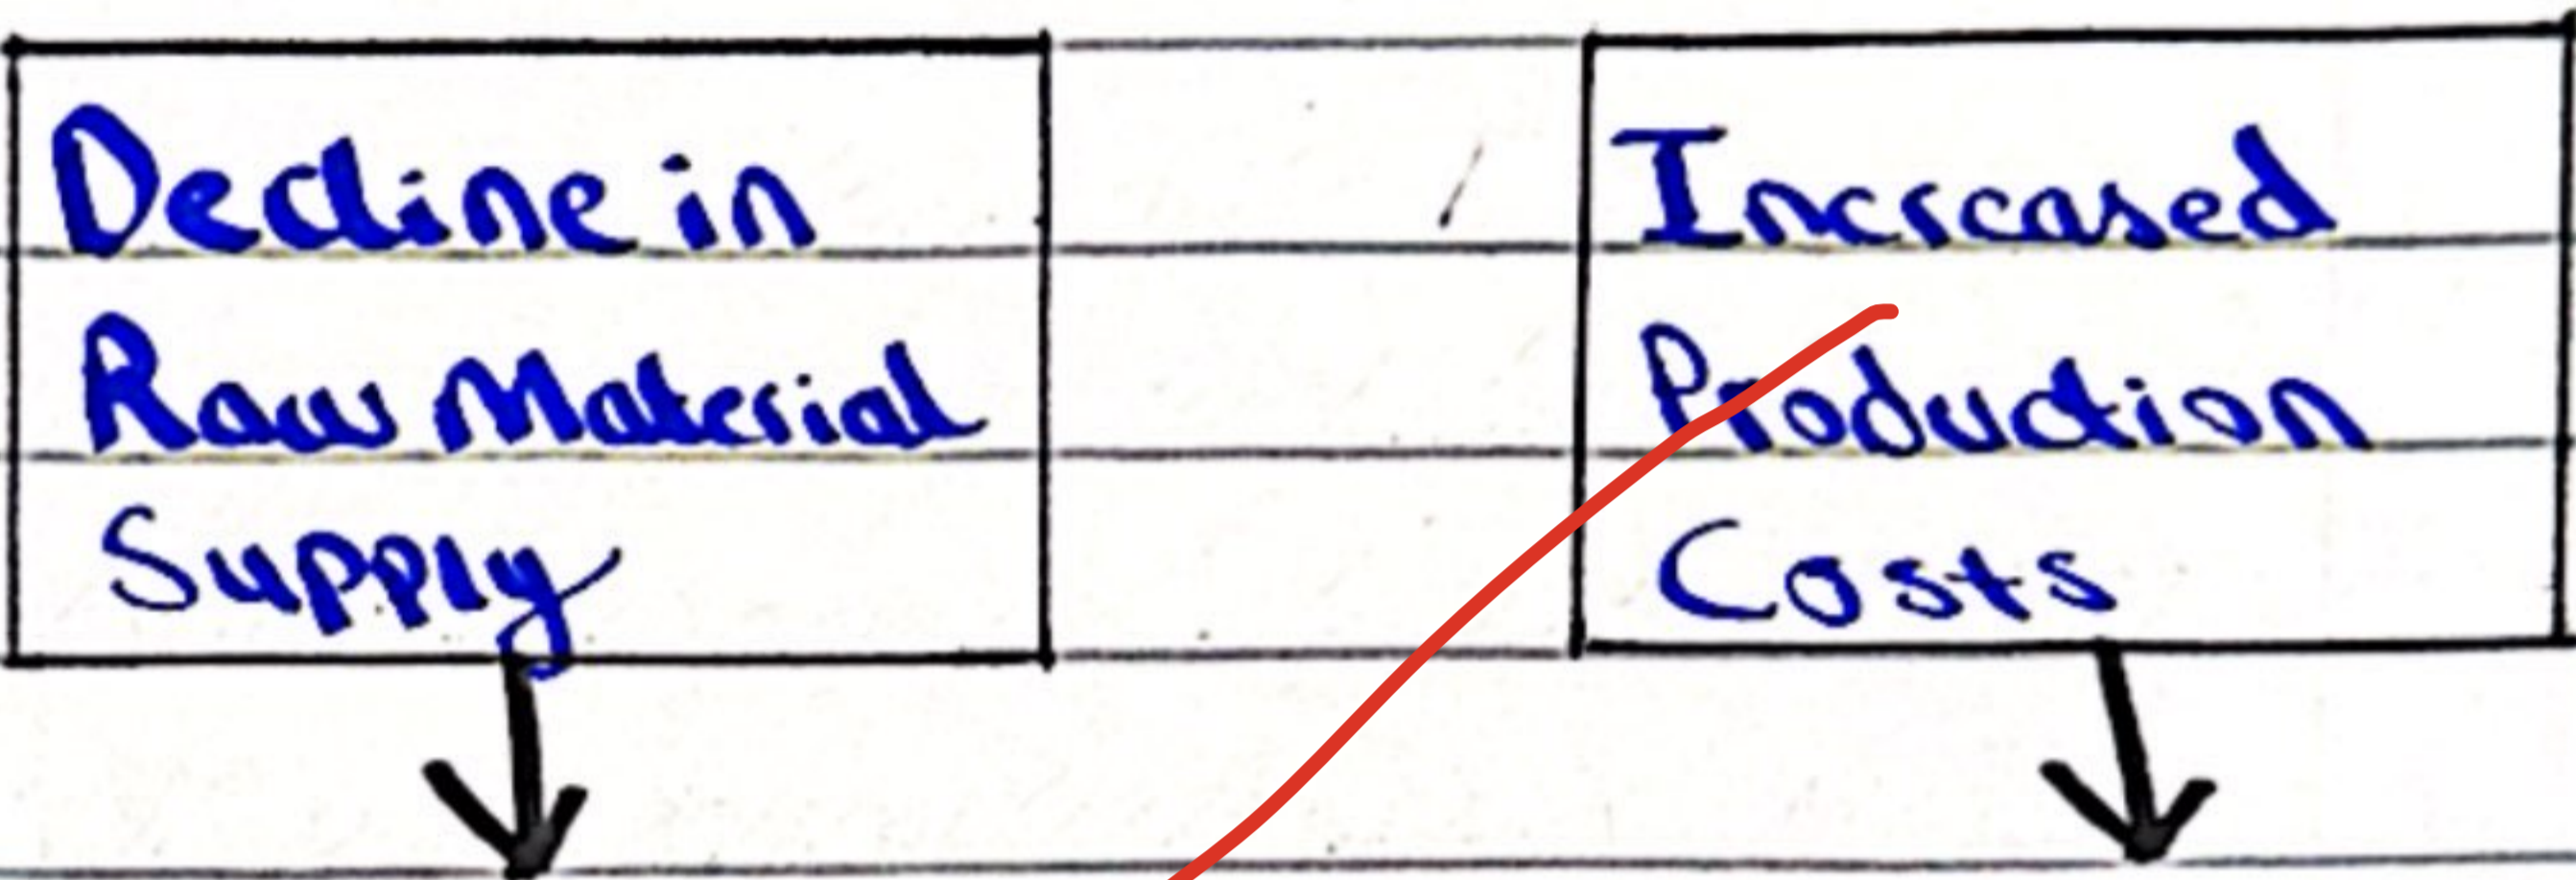 Decline in
Raw Material
Supply
Increased
Production
Costs